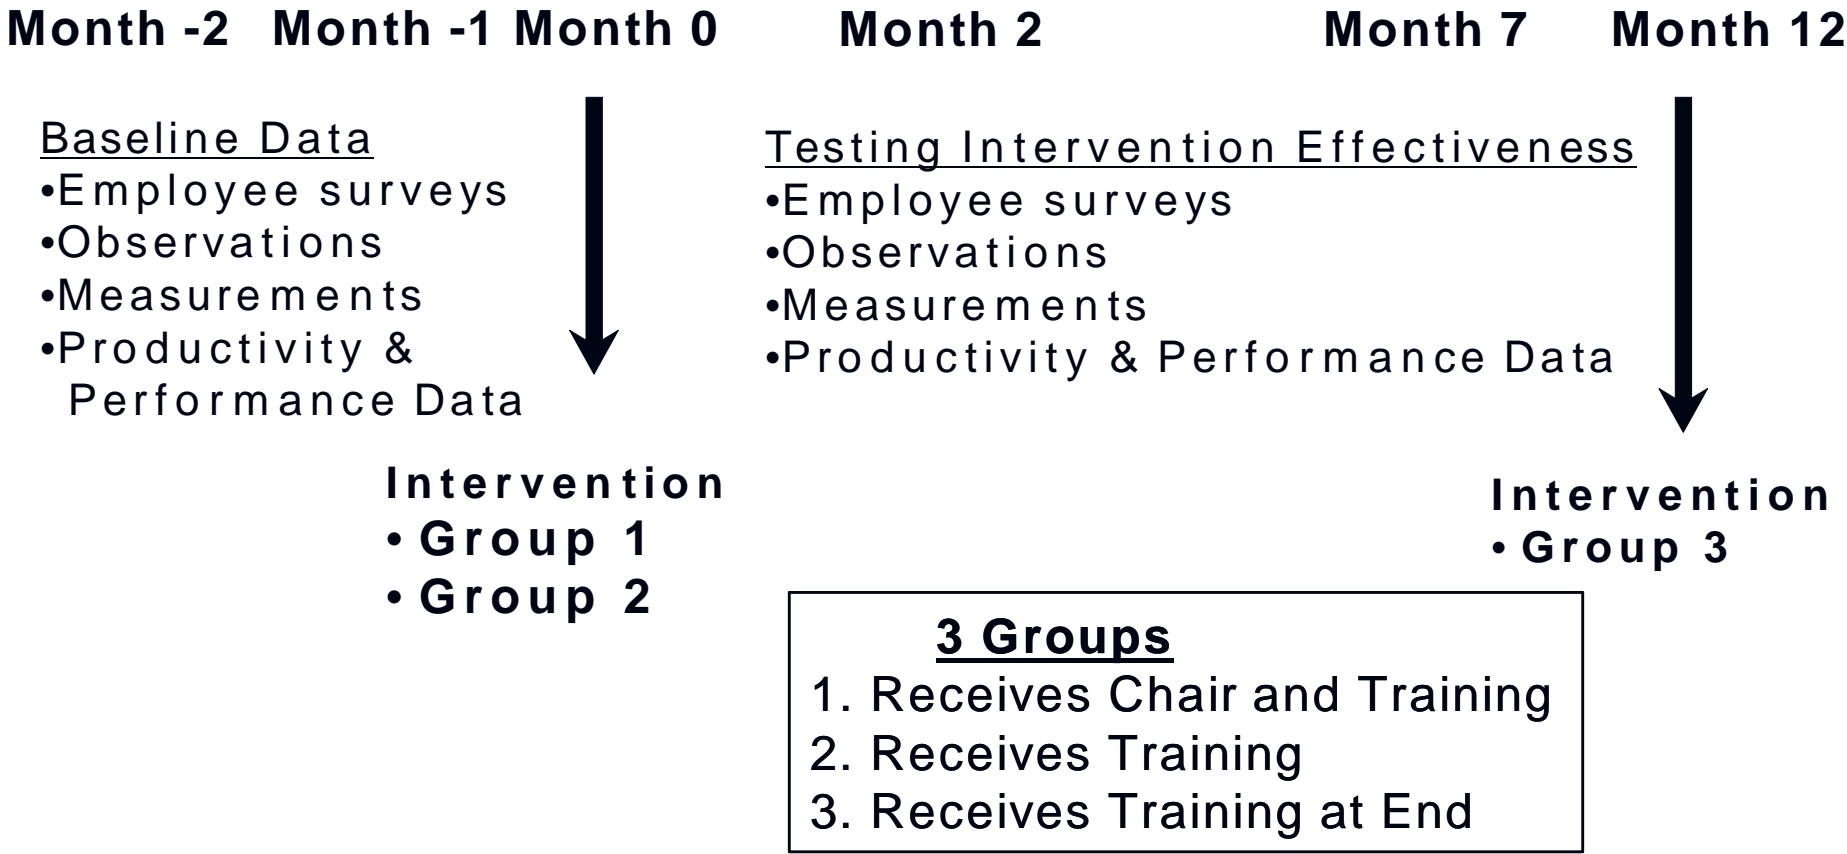 Month -2 Month -1 Month 0 Month 2 Month 7 Month 12
Baseline Data
•Employee surveys
•Observations
•Measurements
•Productivity &
Performance Data
Testing Intervention Effectiveness
•Employee surveys
•Observations
•Measurements
•Productivity & Performance Data
Intervention
• Group 1
• Group 2
Intervention
• Group 3
3 Groups
1. Receives Chair and Training
2. Receives Training
3. Receives Training at End